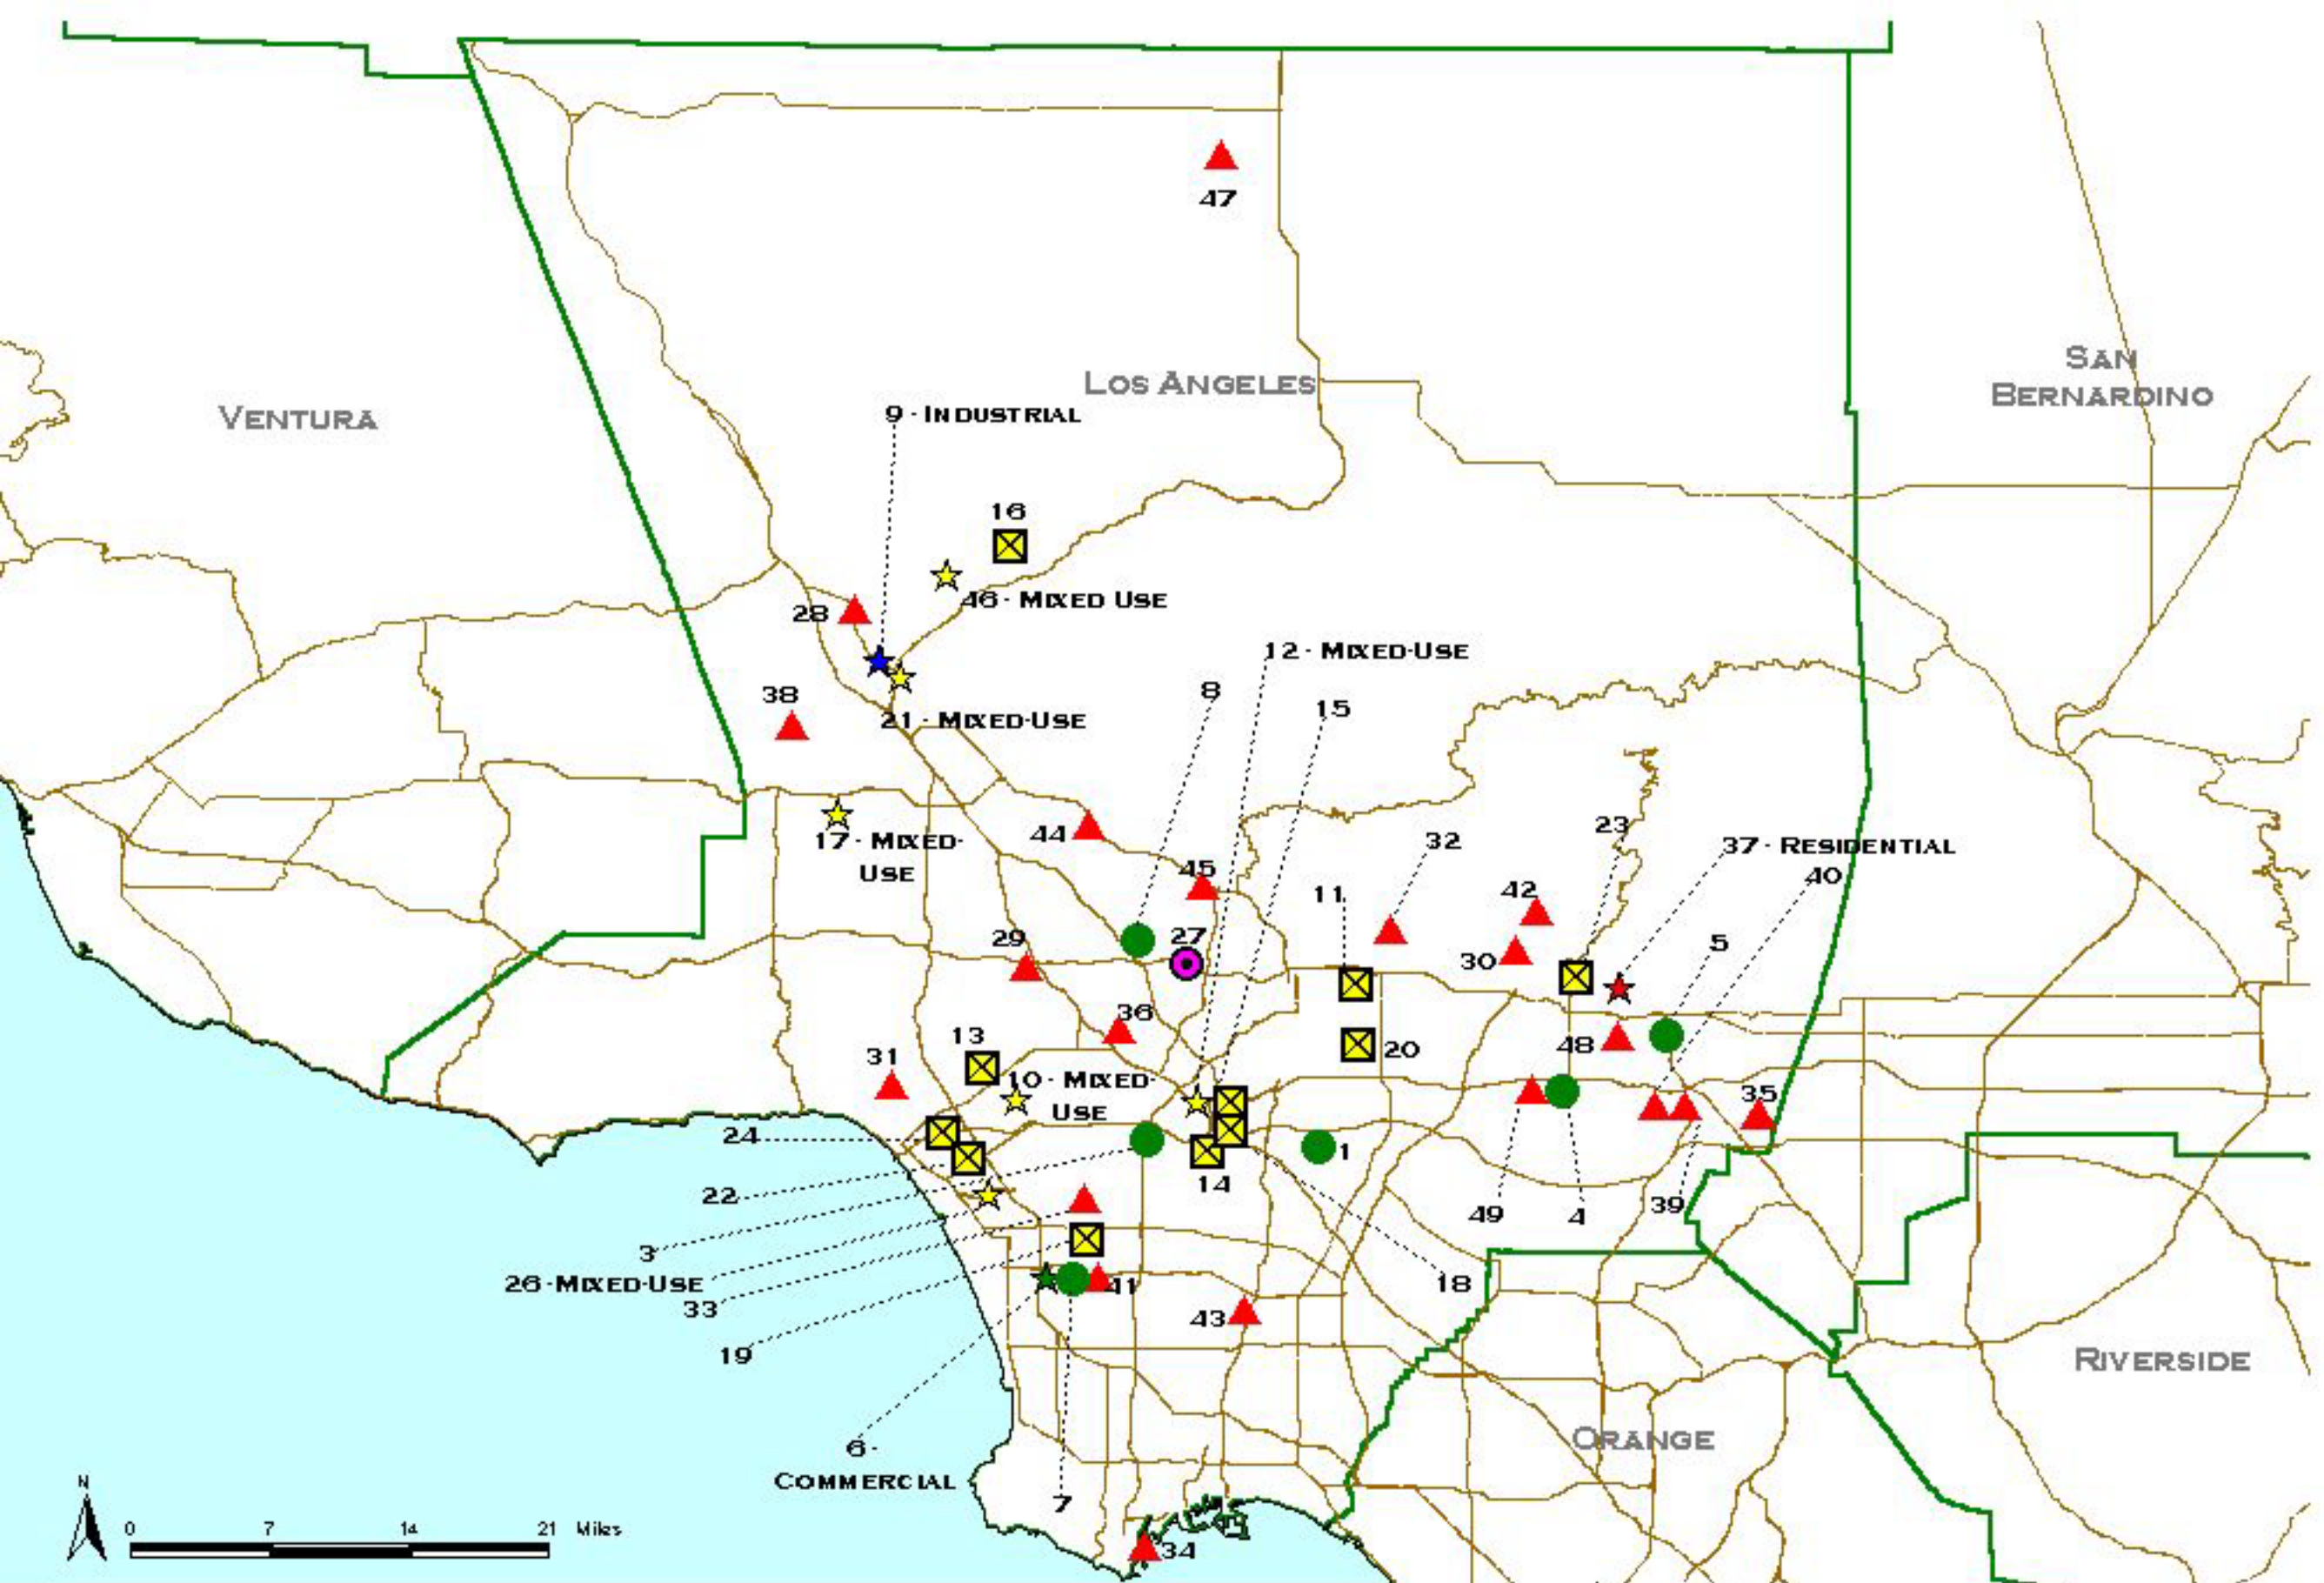 47
LOS ANGELES
SAN
BERNARDINO
VENTURA
9 - INDUSTRIAL
16
46 - MIXED USE
28
12 - MIXED-USE
38
8
15
21 - MIXED-USE
17 - MIXED-
USE
44
32
23
37 - RESIDENTIAL
45
40
11
42
29
27
30
5
36
13
20
48
31
10 - MIXED-
USE
35
24
1
22
14
49
4
39
3
26 - MIXED-USE
33
41
18
43
19
RIVERSIDE
ORANGE
6 -
COMMERCIAL
7
N
0 7 14 21 Miles
34